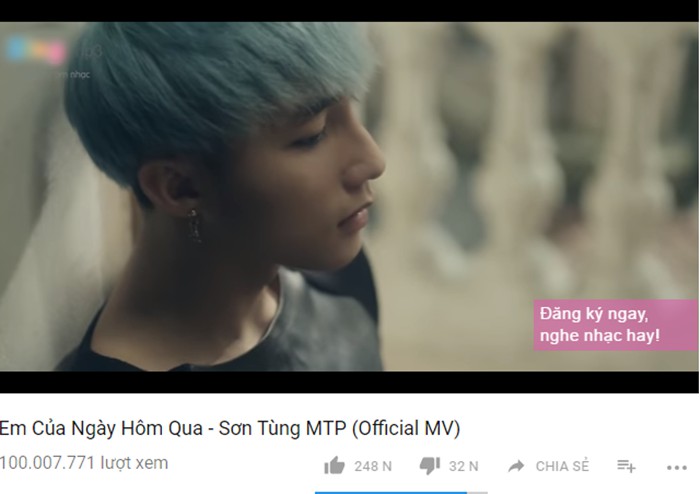 m nhạc
Đăng ký ngay,
nghe nhạc hay!
Em Của Ngày Hôm Qua - Sơn Tùng MTP (Official MV)
100.007.771 lượt xem
248 N
32 N
CHIA SẺ